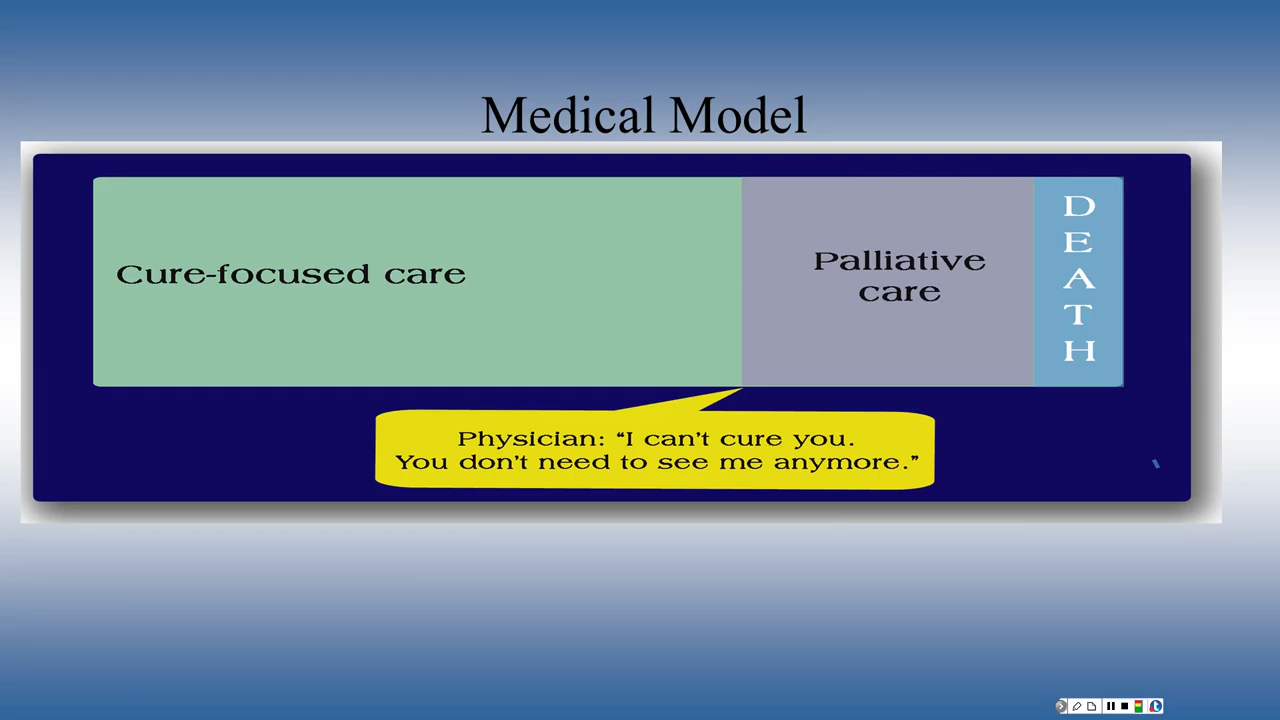 Medical Model
Cure-focused care
Palliative
care
D
E
A
T
H
Physician: “I can’t cure you.
You don’t need to see me anymore.”